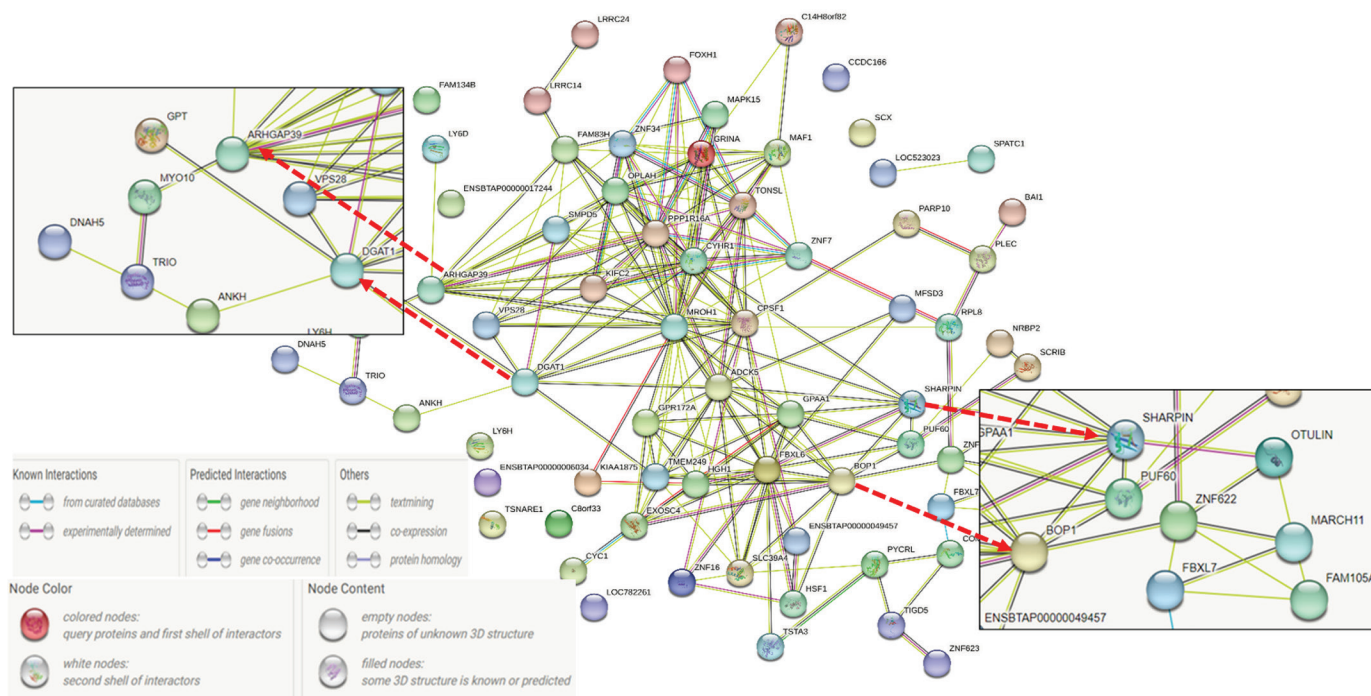 LRRC24
C14H8orf82
FOXH1
CCDC166
FAM134B
LRRC14
MAPK15
GPT
ARHGAP39
LY6D
FAM83H
ZNF34
GRINA
MAF1
SCX
LOC523023
SPATC1
MYO10
VPS28
ENSBTAP00000017244
OPLAH
TONSL
PARP10
BAI1
DNAH5
SMPD5
PPP1R16A
CYHR1
ZNF7
PLEC
TRIO
DGAT1
ARHGAP39
KIFC2
MFSD3
ANKH
VPS28
MROH1
CPSF1
RPL8
NRBP2
LY6H
DNAH5
SCRIB
TRIO
DGAT1
ADCK5
SHARPIN
ANKH
GPR172A
GPAA1
PUF60
ZNF
SHARPIN
GPAA1
OTULIN
LY6H
PUF60
ENSBTAP00000006034
KIAA1875
TMEM249
HGH1
FBXL6
BOP1
FBXL7
ZNF622
BOP1
MARCH11
TSNARE1
C8orf33
EXOSC4
ENSBTAP00000049457
FBXL7
FAM105A
CYC1
ZNF16
SLC39A4
HSF1
PYCRL
ENSBTAP00000049457
LOC782261
TSTA3
TIGD5
ZNF623
Known Interactions
from curated databases
experimentally determined
Predicted Interactions
gene neighborhood
gene fusions
gene co-occurrence
Others
textmining
co-expression
protein homology
Node Color
colored nodes:
query proteins and first shell of interactors
white nodes:
second shell of interactors
Node Content
empty nodes:
proteins of unknown 3D structure
filled nodes:
some 3D structure is known or predicted